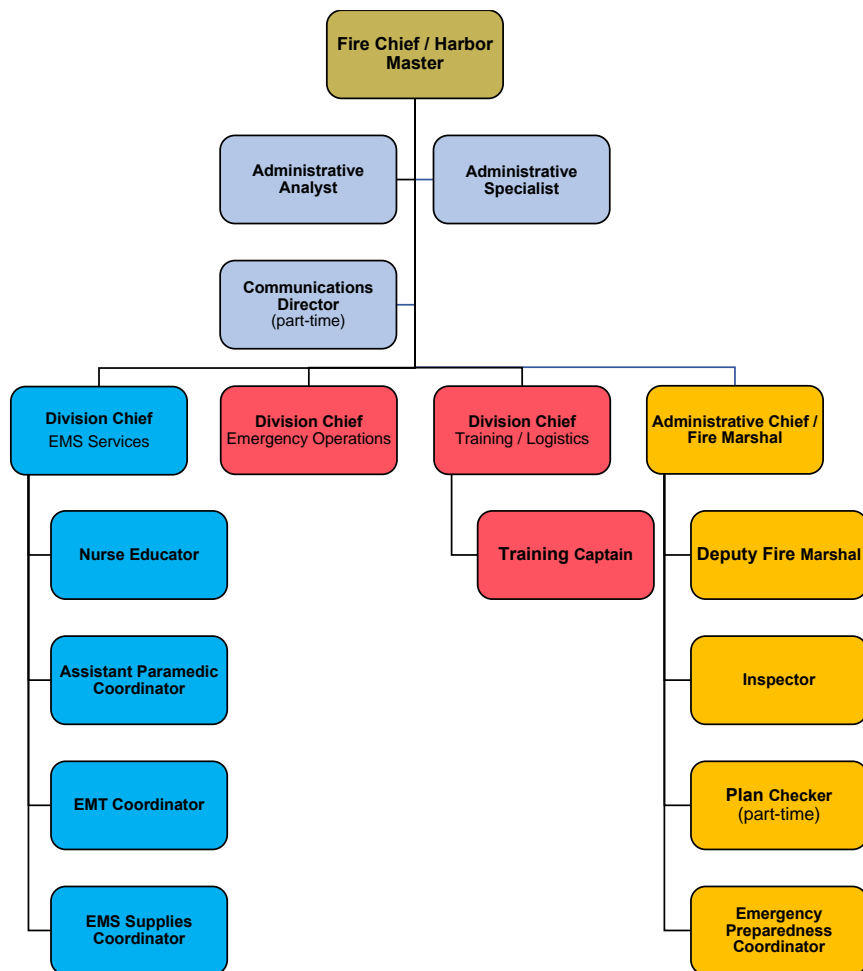 Fire Chief / Harbor
Master
Administrative
Analyst
Administrative
Specialist
Communications
Director
(part-time)
Division Chief
EMS Services
Division Chief
Emergency Operations
Division Chief
Training / Logistics
Administrative Chief /
Fire Marshal
Nurse Educator
Training Captain
Deputy Fire Marshal
Assistant Paramedic
Coordinator
Inspector
EMT Coordinator
Plan Checker
(part-time)
EMS Supplies
Coordinator
Emergency
Preparedness
Coordinator